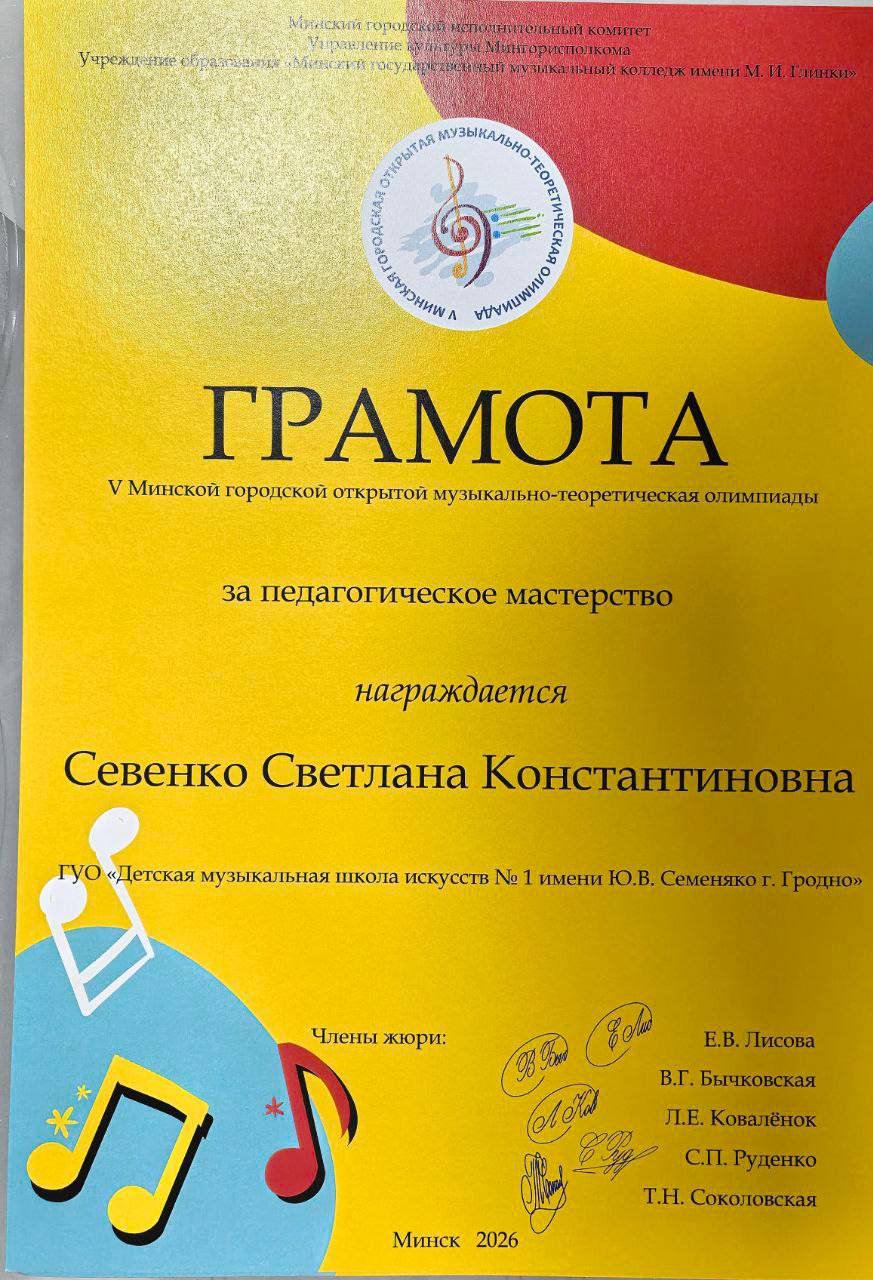 Минский городской исполнительный комитет
Управление культуры Мингорисполкома
Учреждение образования «Минский государственный музыкальный колледж имени М. И. Глинки»
V МИНСКАЯ ГОРОДСКАЯ ОТКРЫТАЯ МУЗЫКАЛЬНО-ТЕОРЕТИЧЕСКАЯ ОЛИМПИАДА
ГРАМОТА
V Минской городской открытой музыкально-теоретическая олимпиады
за педагогическое мастерство
награждается
Севенко Светлана Константиновна
ГУО «Детская музыкальная школа искусств № 1 имени Ю.В. Семеняко г. Гродно»
Члены жюри:
Е.В. Лисова
В.Г. Бычковская
Л.Е. Ковалёнок
С.П. Руденко
Т.Н. Соколовская
Минск 2026